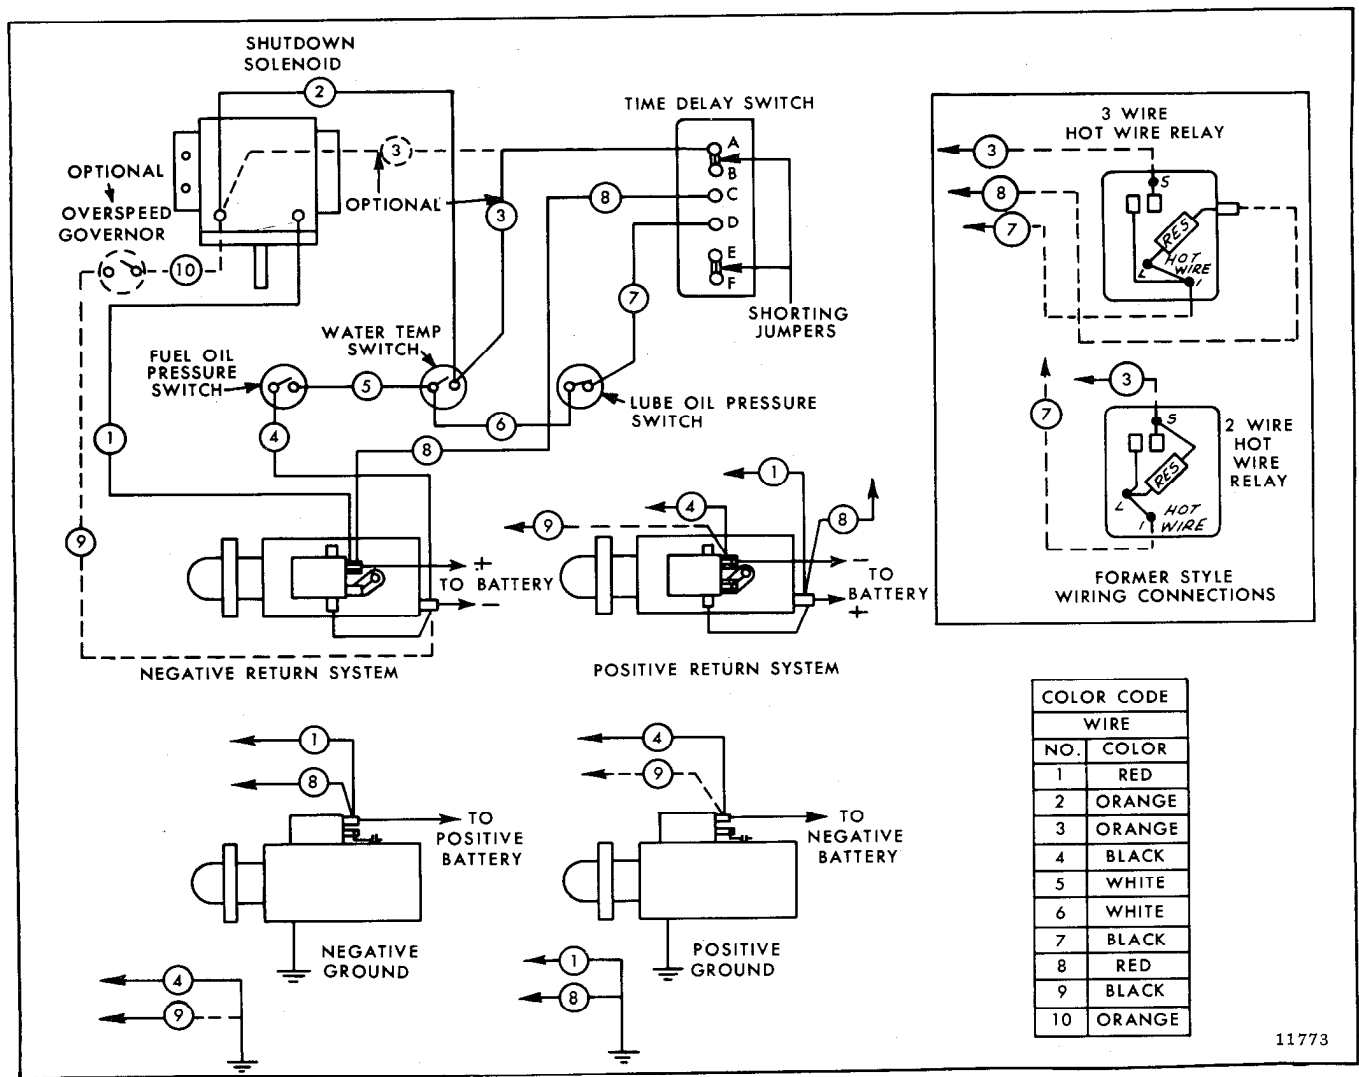 SHUTDOWN
SOLENOID
2
OPTIONAL
OVERSPEED
GOVERNOR
10
3
OPTIONAL
3
TIME DELAY SWITCH
A
B
C
D
E
F
8
7
SHORTING
JUMPERS
WATER TEMP
SWITCH
FUEL OIL
PRESSURE
SWITCH
5
6
LUBE OIL PRESSURE
SWITCH
1
4
8
9
+
TO BATTERY
−
NEGATIVE RETURN SYSTEM
1
4
9
8
−
TO
BATTERY
+
POSITIVE RETURN SYSTEM
3 WIRE
HOT WIRE RELAY
3
8
7
S
RES
L
HOT
WIRE
1
3
7
S
RES
L
1
HOT
WIRE
2 WIRE
HOT
WIRE
RELAY
FORMER STYLE
WIRING CONNECTIONS
1
8
TO
POSITIVE
BATTERY
NEGATIVE
GROUND
4
9
4
9
TO
NEGATIVE
BATTERY
POSITIVE
GROUND
1
8
COLOR CODE
WIRE
NO. COLOR
1 RED
2 ORANGE
3 ORANGE
4 BLACK
5 WHITE
6 WHITE
7 BLACK
8 RED
9 BLACK
10 ORANGE
11773